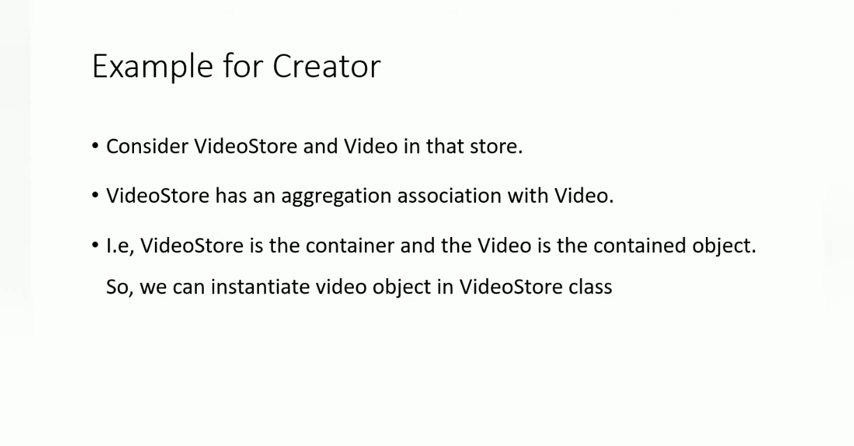 Example for Creator
• Consider VideoStore and Video in that store.
• VideoStore has an aggregation association with Video.
• I.e, VideoStore is the container and the Video is the contained object.
So, we can instantiate video object in VideoStore class